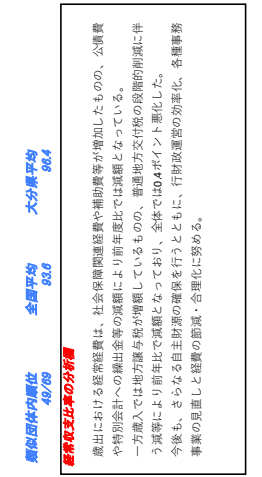 類似団体内順位
49/69
全国平均
93.6
大分県平均
96.4
経常収支比率の分析欄
歳出における経常経費は、社会保障関連経費や補助費等が増加したものの、公債費
や特別会計への繰出金等の減額により前年度比では減額となっている。
一方歳入では地方譲与税が増額しているものの、普通地方交付税の段階的削減に伴
う減等により前年比で減額となっており、全体では0.4ポイント悪化した。
今後も、さらなる自主財源の確保を行うとともに、行財政運営の効率化、各種事務
事業の見直しと経費の節減・合理化に努める。